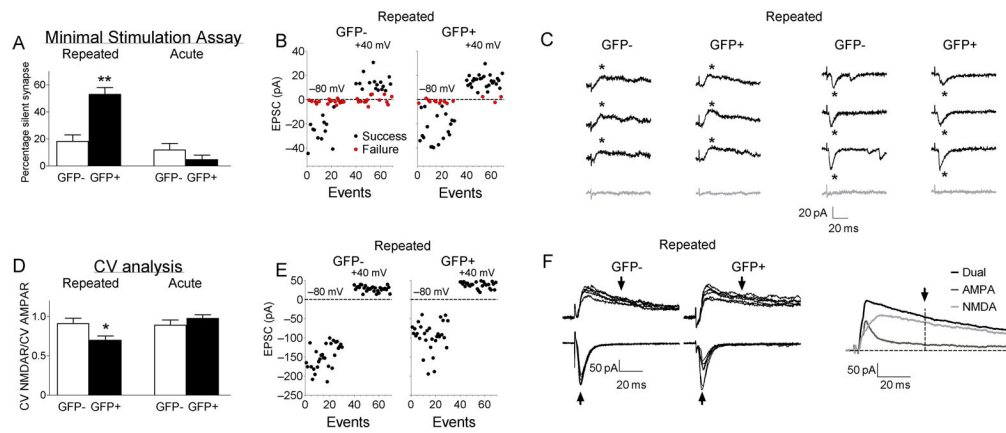 A
Minimal Stimulation Assay
Repeated
Acute
Percentage silent synapse
60
40
20
0
**
GFP-
GFP+
GFP-
GFP+
Repeated
B
GFP-
GFP+
+40 mV
+40 mV
−80 mV
−80 mV
EPSC (pA)
40
20
0
−20
−40
Success
Failure
0 20 40 60
0 20 40 60
Events
Events
Repeated
C
GFP-
GFP+
GFP-
GFP+
*
*
*
*
*
*
*
*
*
*
*
*
20 pA
20 ms
D
CV analysis
Repeated
Acute
CV NMDAR/CV AMPAR
1.0
0.5
0
*
GFP-
GFP+
GFP-
GFP+
Repeated
E
GFP-
GFP+
+40 mV
+40 mV
−80 mV
−80 mV
EPSC (pA)
50
0
−50
−100
−150
−200
−250
0 20 40 60
0 20 40 60
Events
Events
Repeated
F
GFP-
GFP+
50 pA
20 ms
Dual
AMPA
NMDA
50 pA
20 ms